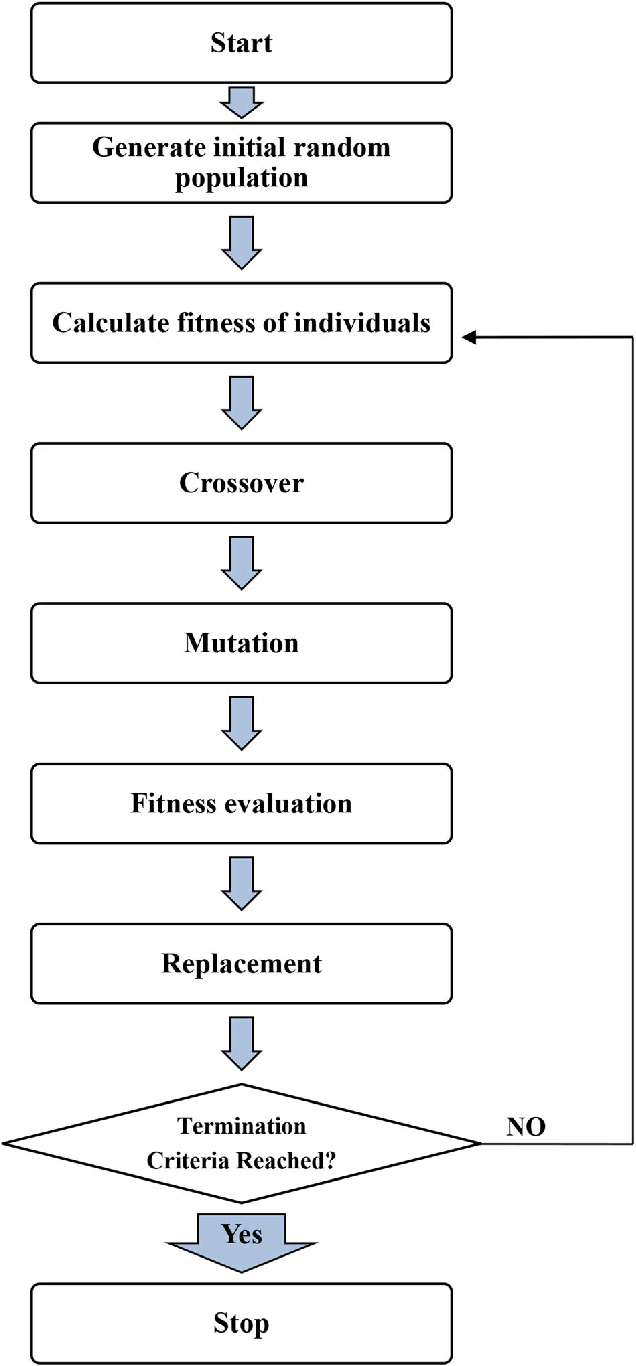 Start
Generate initial random
population
Calculate fitness of individuals
Crossover
Mutation
Fitness evaluation
Replacement
Termination
Criteria Reached?
NO
Yes
Stop